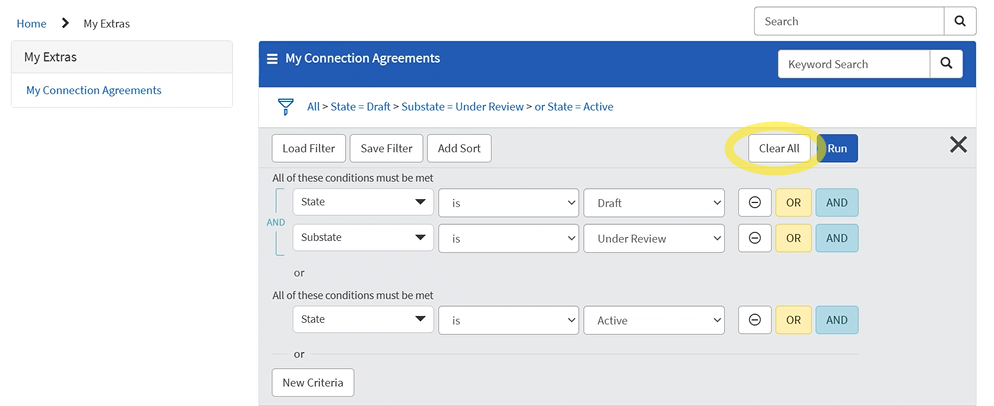 Home > My Extras
Search
My Extras
My Connection Agreements
My Connection Agreements
Keyword Search
All > State = Draft > Substate = Under Review > or State = Active
Load Filter Save Filter Add Sort Clear All Run
All of these conditions must be met
State is Draft OR AND
AND
Substate is Under Review OR AND
or
All of these conditions must be met
State is Active OR AND
or
New Criteria